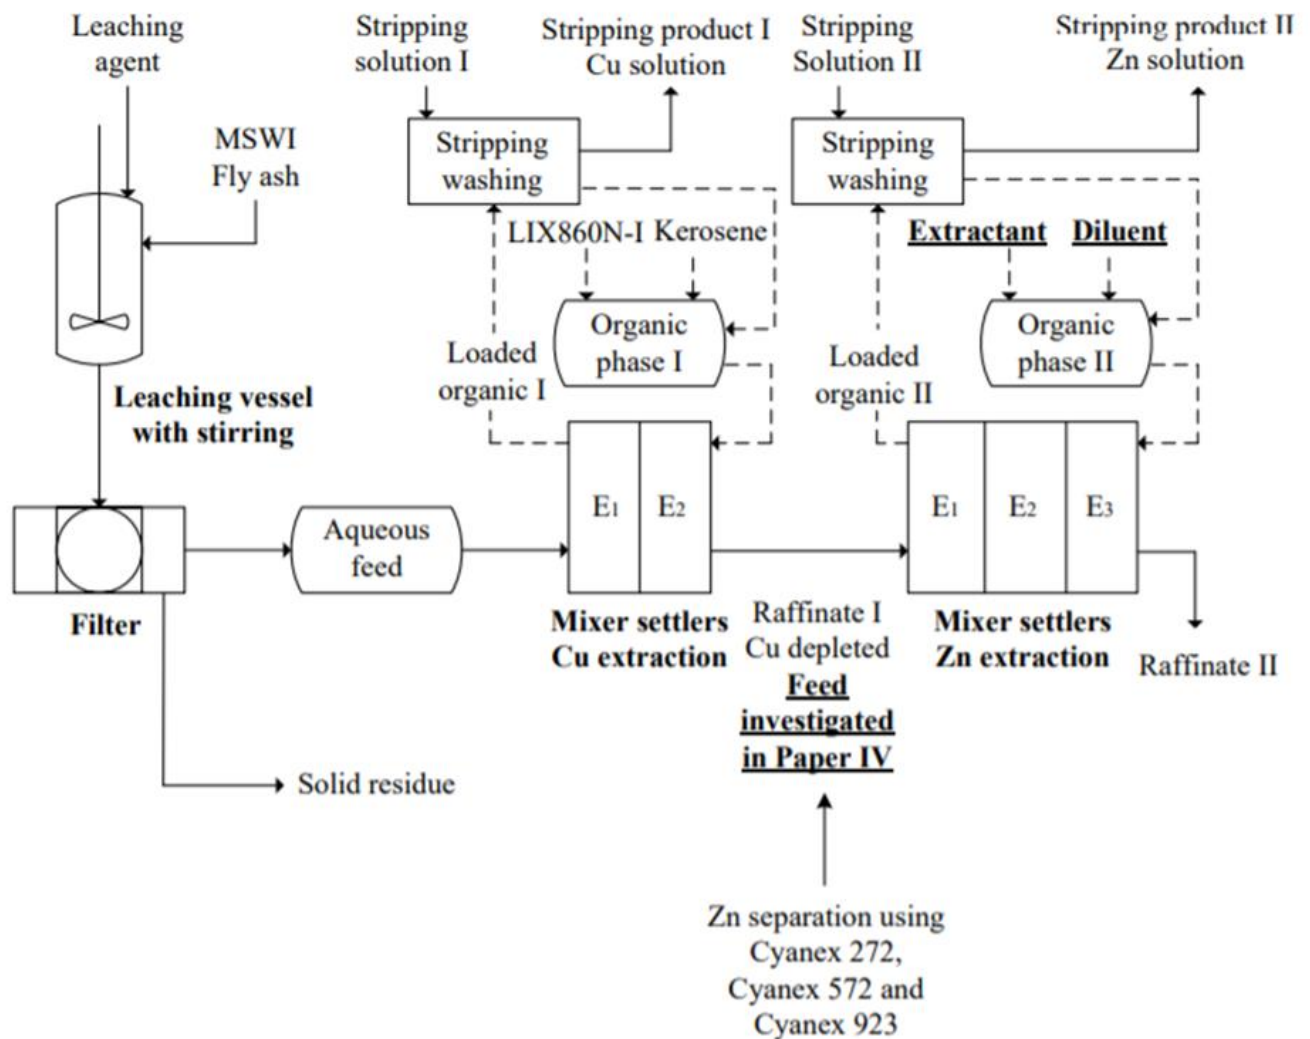 Leaching
agent
Stripping
solution I
Stripping product I
Cu solution
Stripping
Solution II
Stripping product II
Zn solution
MSWI
Fly ash
Stripping
washing
Stripping
washing
LIX860N-I Kerosene
Extractant Diluent
Organic
phase I
Organic
phase II
Loaded
organic I
Loaded
organic II
Leaching vessel
with stirring
E1 E2
E1 E2 E3
Aqueous
feed
Filter
Mixer settlers
Cu extraction
Raffinate I
Cu depleted
Feed
investigated
in Paper IV
Mixer settlers
Zn extraction
Raffinate II
Solid residue
Zn separation using
Cyanex 272,
Cyanex 572 and
Cyanex 923